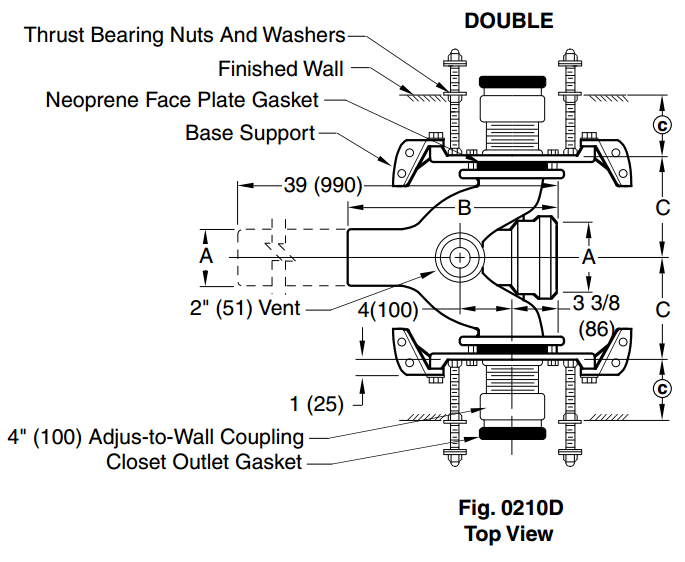 DOUBLE
Thrust Bearing Nuts And Washers
Finished Wall
Neoprene Face Plate Gasket
Base Support
c
39 (990)
B
C
A
A
2" (51) Vent
4(100)
3 3/8
(86)
C
1 (25)
c
4" (100) Adjus-to-Wall Coupling
Closet Outlet Gasket
Fig. 0210D
Top View